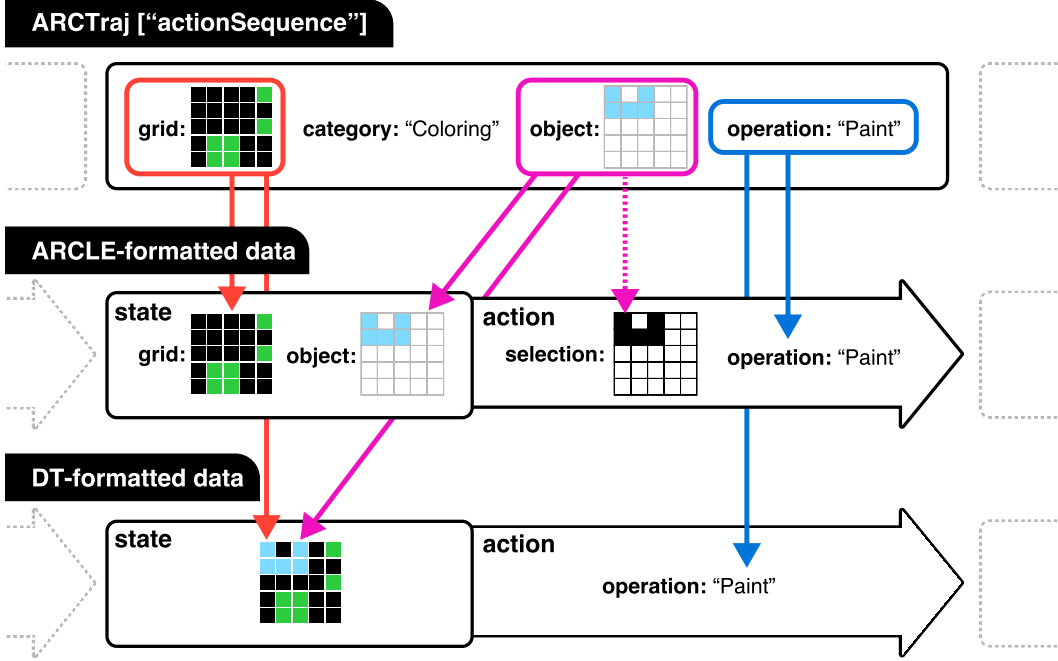 ARCTraj [“actionSequence”]
grid: category: “Coloring” object: operation: “Paint”
ARCLE-formatted data
state action
grid: object: selection: operation: “Paint”
DT-formatted data
state action
operation: “Paint”